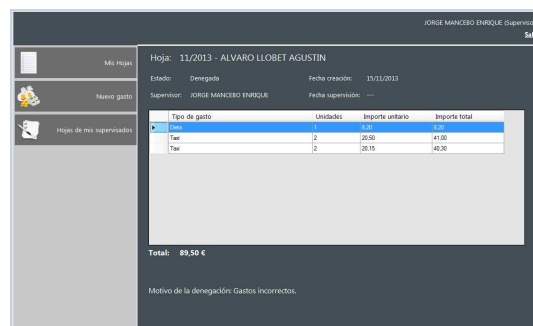 JORGE MANCEBO ENRIQUE (Superviso
Sal
Mis Hojas
Nuevo gasto
Hojas de mis supervisados
Hoja: 11/2013 - ALVARO LLOBET AGUSTIN
Estado: Denegada Fecha creación: 15/11/2013
Supervisor: JORGE MANCEBO ENRIQUE Fecha supervisión: ---
Tipo de gasto Unidades Importe unitario Importe total
Dieta 1 8,20 8,20
Taxi 2 20,50 41,00
Taxi 2 20,15 40,30
Total: 89,50 €
Motivo de la denegación: Gastos incorrectos.